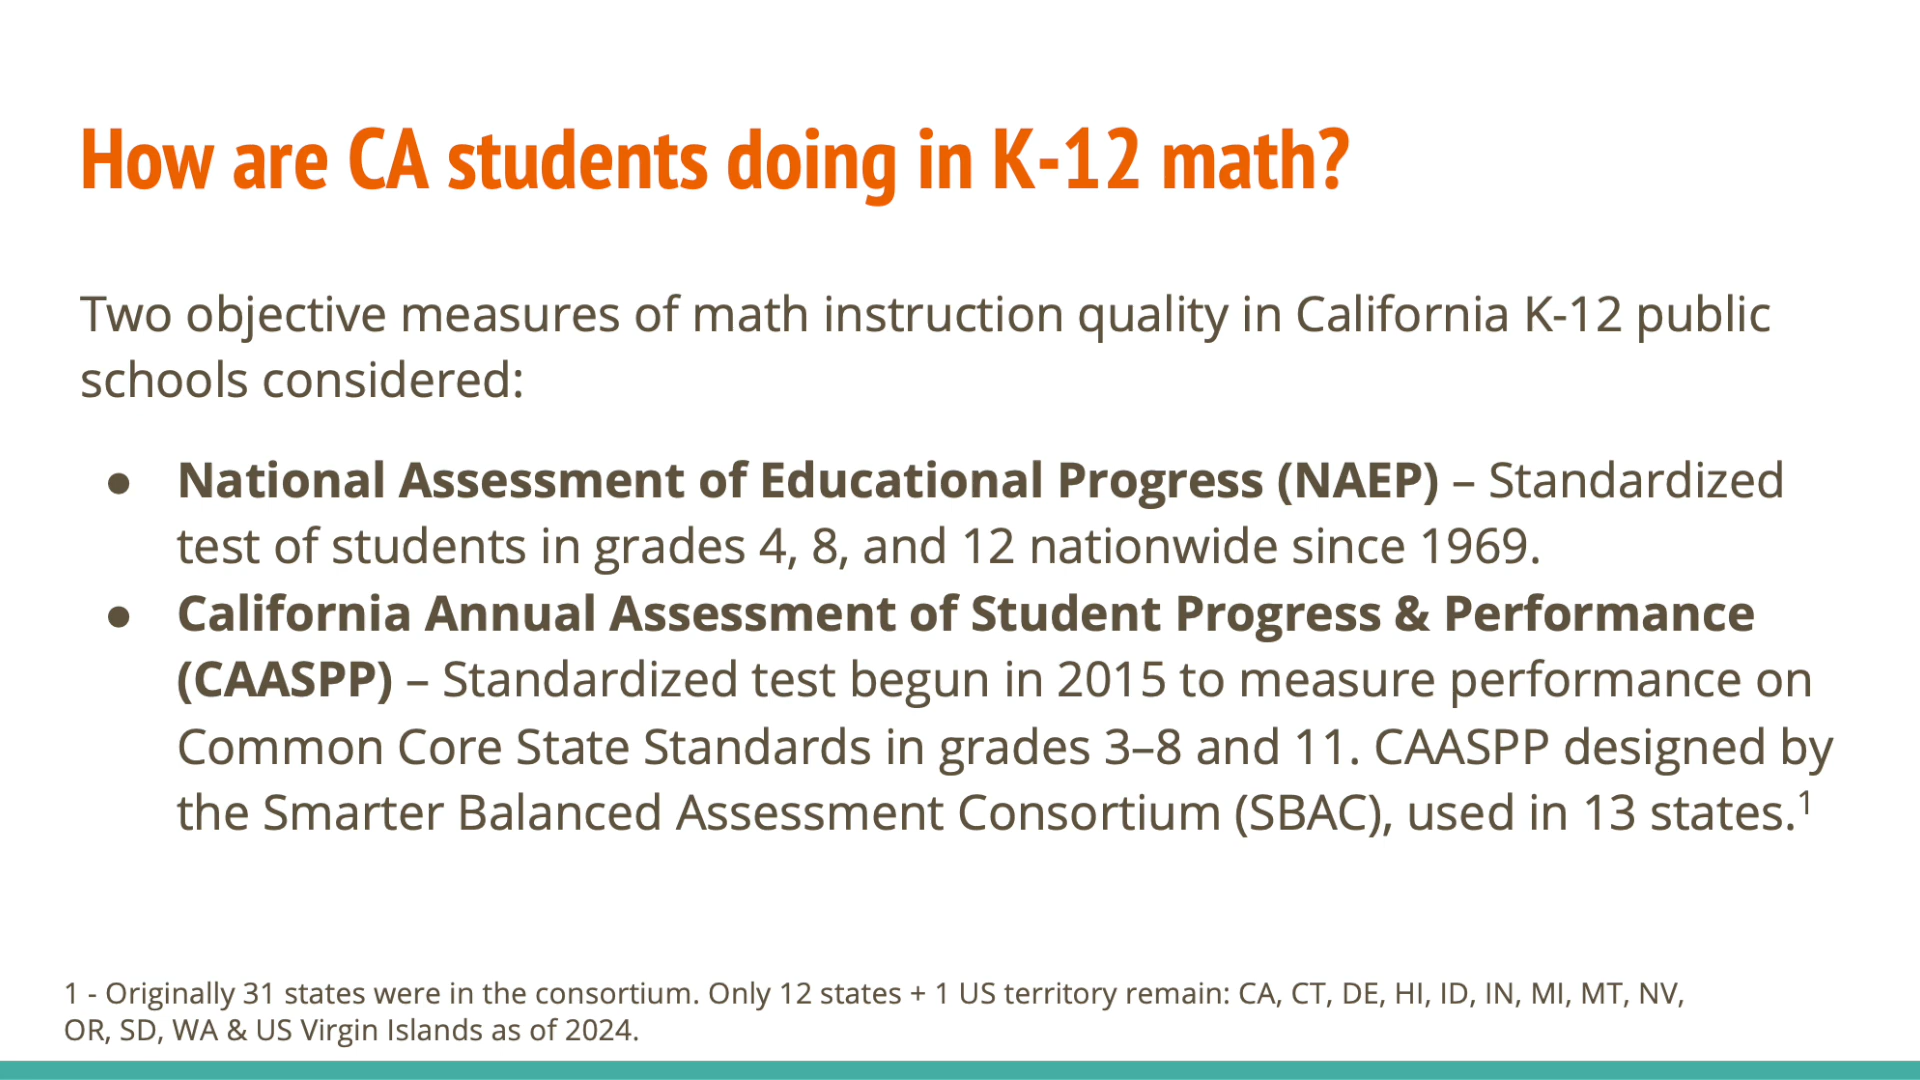 How are CA students doing in K-12 math?
Two objective measures of math instruction quality in California K-12 public
schools considered:
● National Assessment of Educational Progress (NAEP) – Standardized
test of students in grades 4, 8, and 12 nationwide since 1969.
● California Annual Assessment of Student Progress & Performance
(CAASPP) – Standardized test begun in 2015 to measure performance on
Common Core State Standards in grades 3–8 and 11. CAASPP designed by
the Smarter Balanced Assessment Consortium (SBAC), used in 13 states.¹
1 - Originally 31 states were in the consortium. Only 12 states + 1 US territory remain: CA, CT, DE, HI, ID, IN, MI, MT, NV,
OR, SD, WA & US Virgin Islands as of 2024.